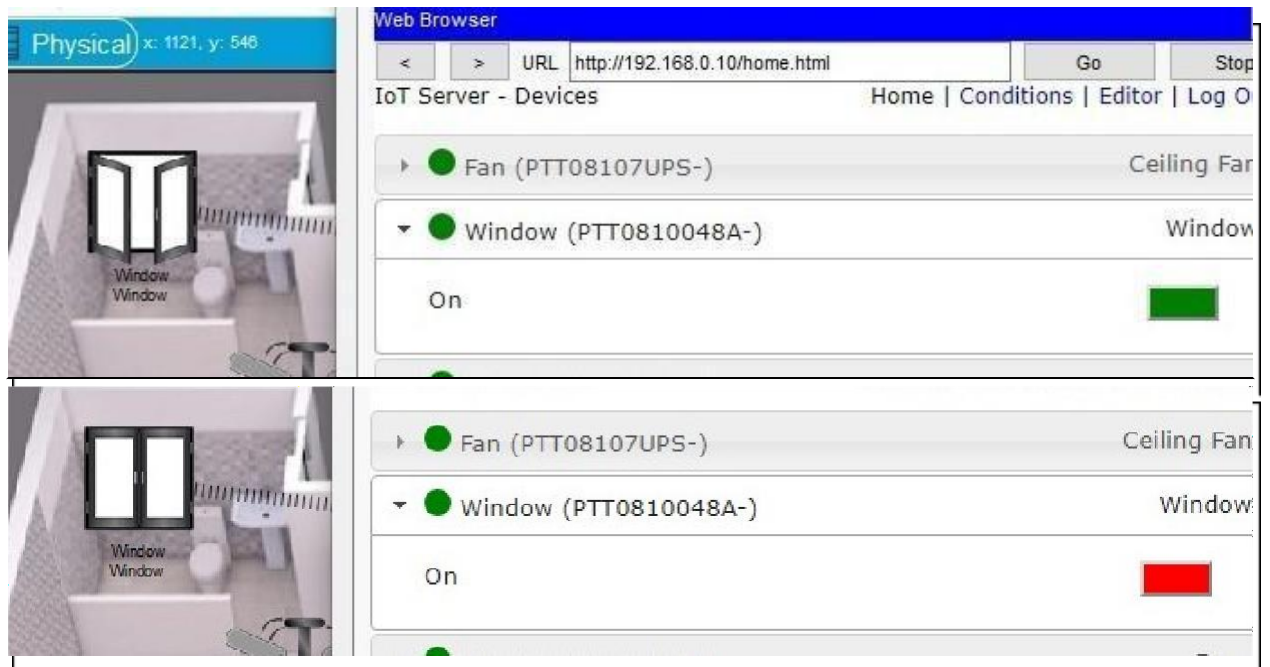 Physical x: 1121, y: 546
Web Browser
< > URL http://192.168.0.10/home.html Go Stop
IoT Server - Devices Home | Conditions | Editor | Log O
Fan (PTT08107UPS-) Ceiling Fan
Window (PTT0810048A-) Window
On
Window
Window
Fan (PTT08107UPS-) Ceiling Fan
Window (PTT0810048A-) Window
On
Window
Window